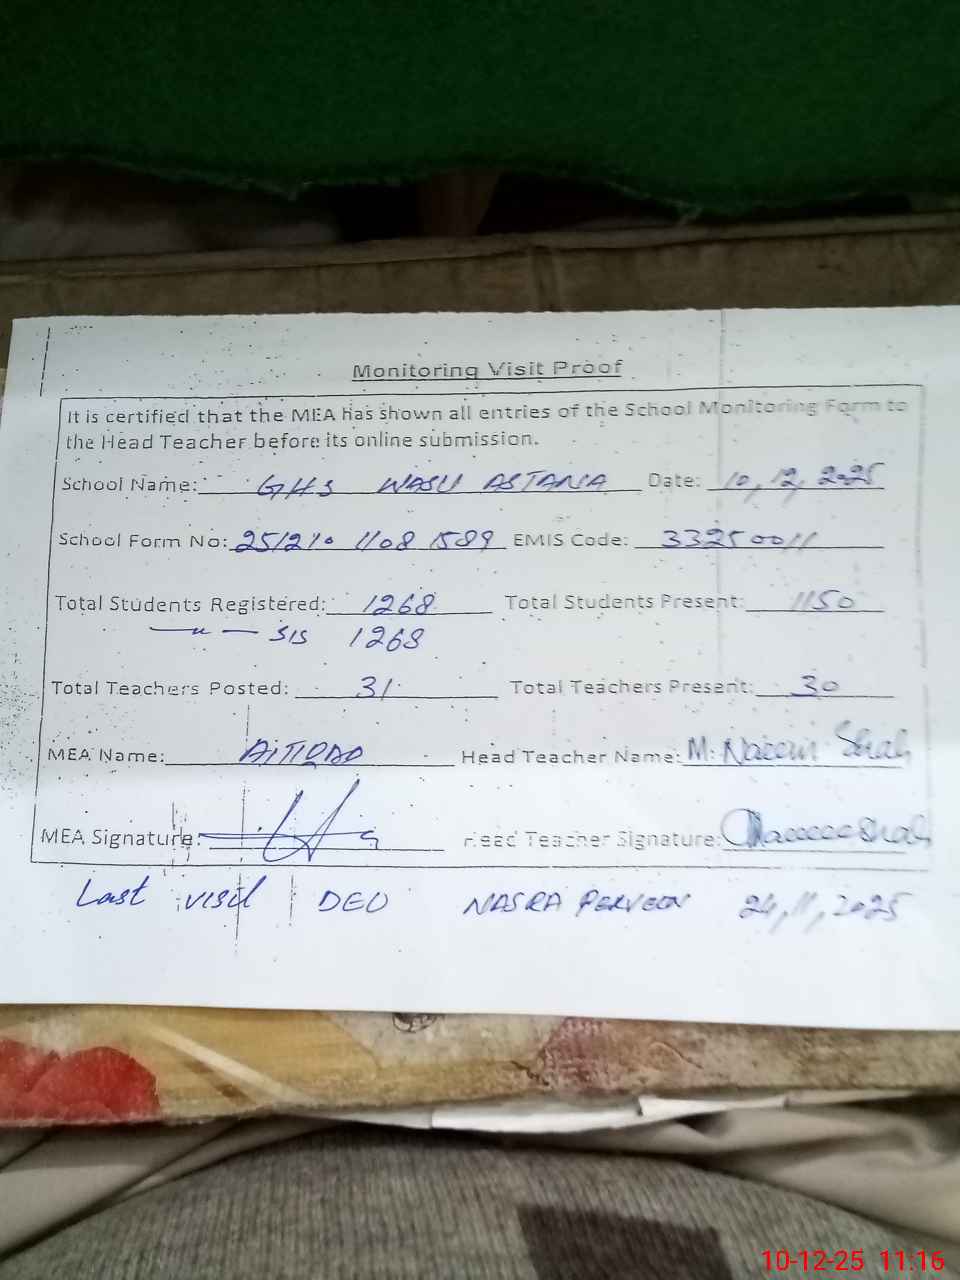 Monitoring Visit Proof
It is certified that the MEA has shown all entries of the School Monitoring Form to
the Head Teacher before its online submission.
School Name: GHS WASU ASTANA Date: 10,12,2025
School Form No: 251210 1108 1589 EMIS Code: 33250011
Total Students Registered: 1268 Total Students Present: 1150
—"— SIS 1268
Total Teachers Posted: 31 Total Teachers Present: 30
MEA Name: Head Teacher Name: M. Naeem Shah
MEA Signature: Head Teacher Signature:
Last visit DEO NASRA PERVEEN 24,11,2025
10-12-25 11:16